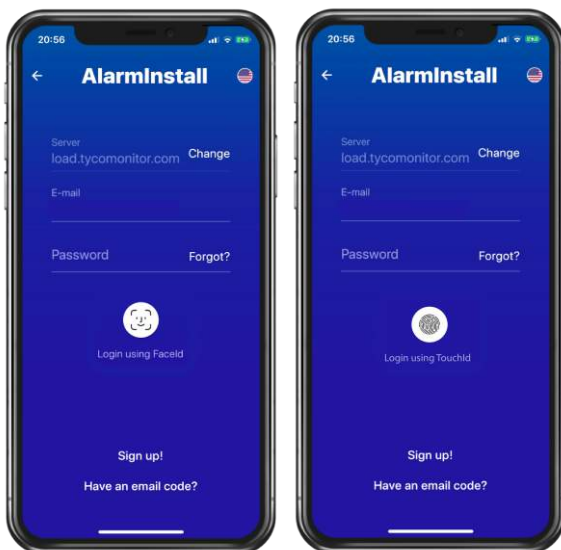 20:56
AlarmInstall
Server
load.tycomonitor.com Change
E-mail
Password Forgot?
Login using FaceId
Sign up!
Have an email code?
20:56
AlarmInstall
Server
load.tycomonitor.com Change
E-mail
Password Forgot?
Login using TouchId
Sign up!
Have an email code?